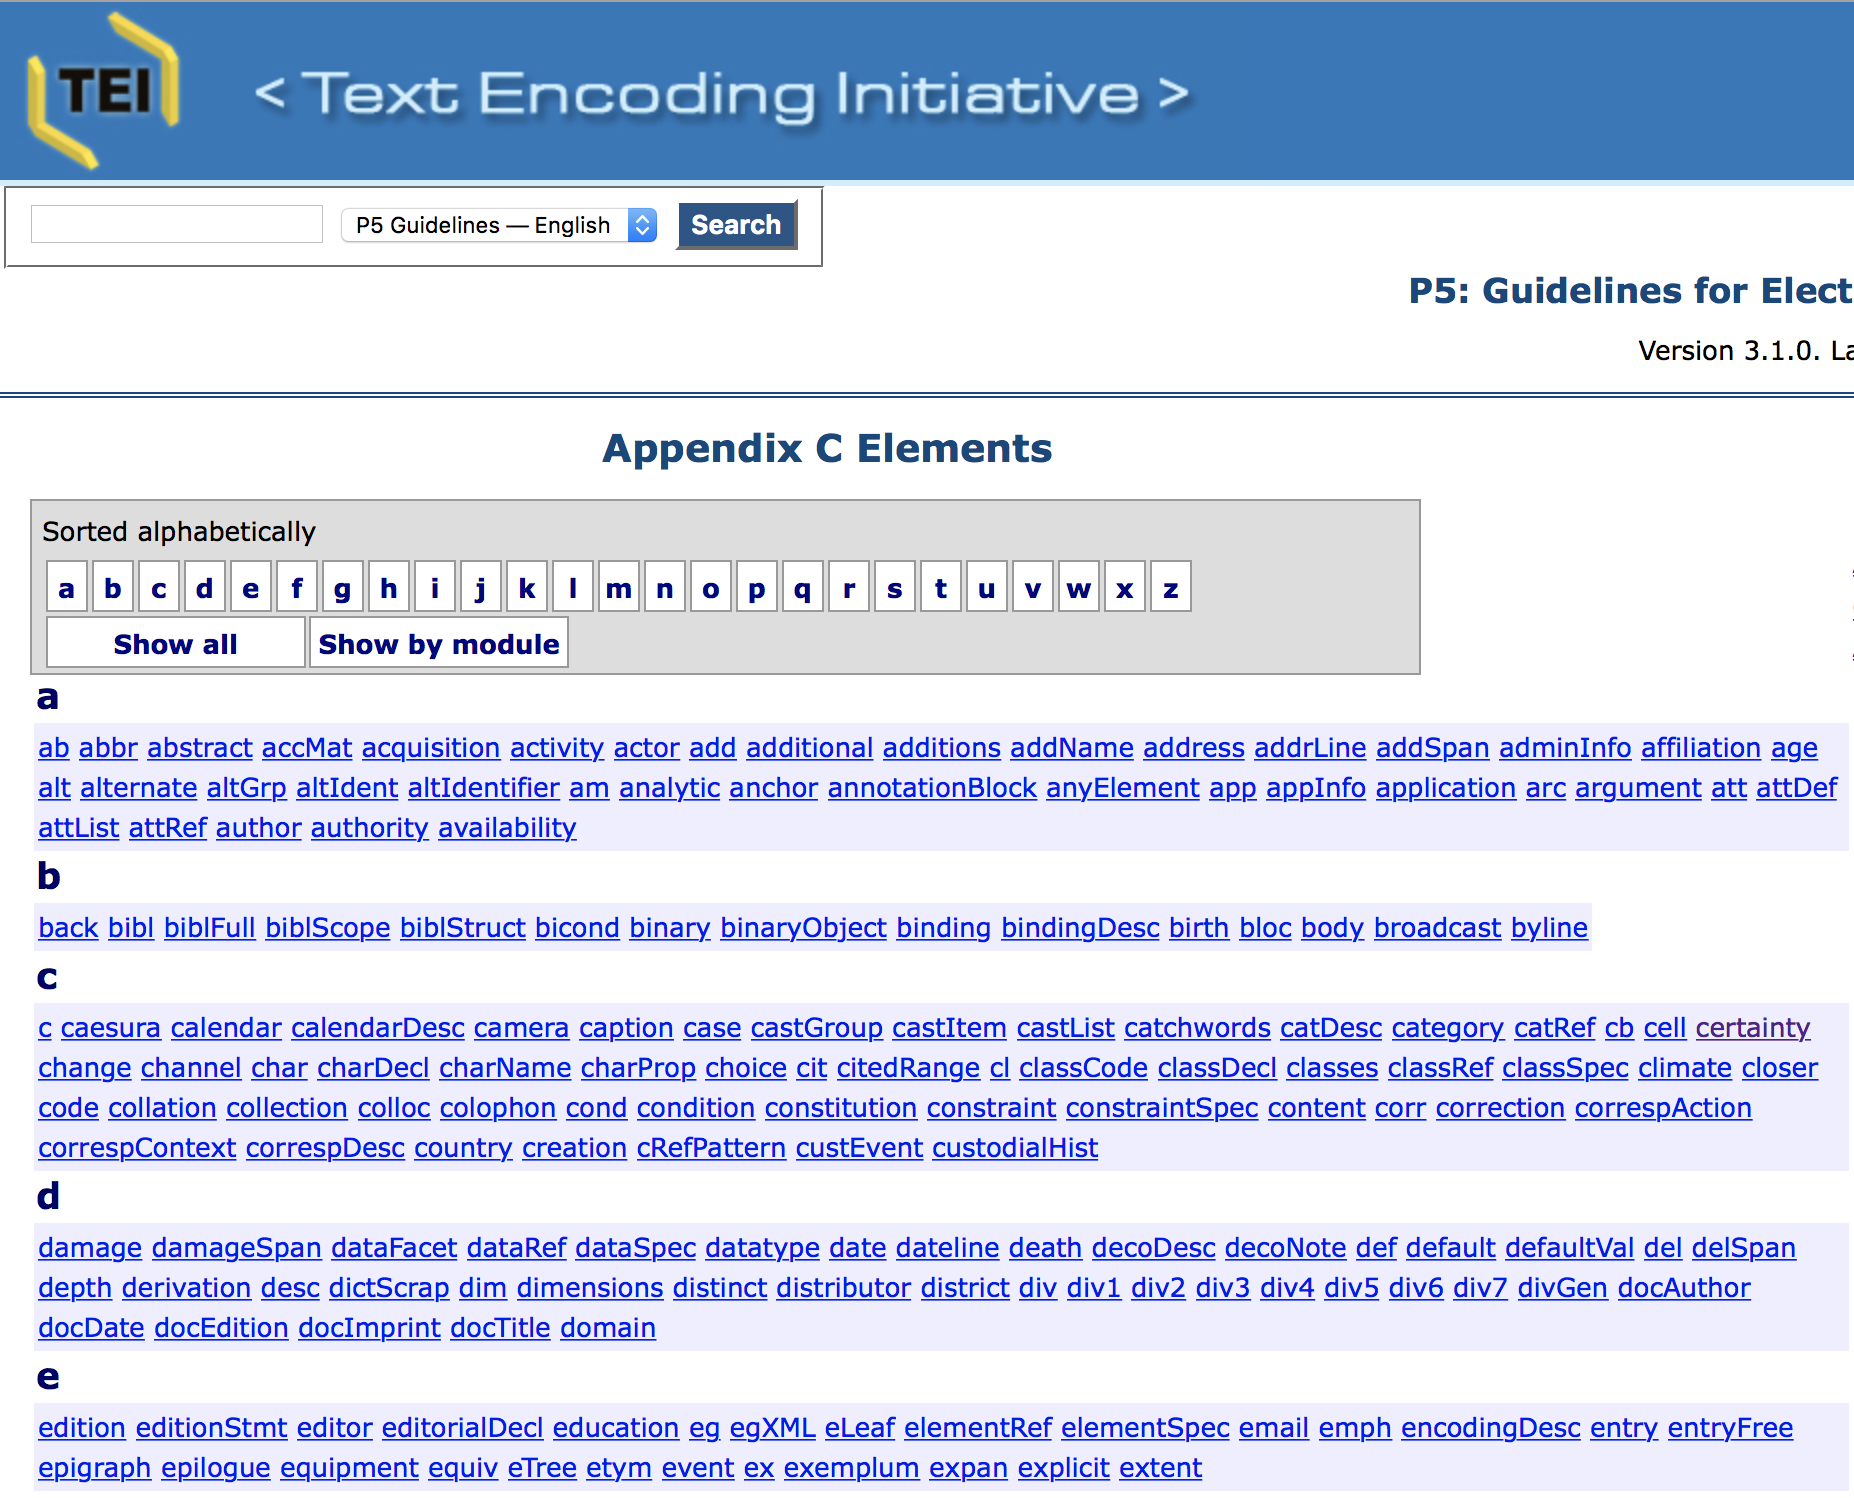 TEI
< Text Encoding Initiative >
P5 Guidelines — English
Search
P5: Guidelines for Elect
Version 3.1.0. La
Appendix C Elements
Sorted alphabetically
a b c d e f g h i j k l m n o p q r s t u v w x z
Show all Show by module
a
ab abbr abstract accMat acquisition activity actor add additional additions addName address addrLine addSpan adminInfo affiliation age
alt alternate altGrp altIdent altIdentifier am analytic anchor annotationBlock anyElement app appInfo application arc argument att attDef
attList attRef author authority availability
b
back bibl biblFull biblScope biblStruct bicond binary binaryObject binding bindingDesc birth bloc body broadcast byline
c
c caesura calendar calendarDesc camera caption case castGroup castItem castList catchwords catDesc category catRef cb cell certainty
change channel char charDecl charName charProp choice cit citedRange cl classCode classDecl classes classRef classSpec climate closer
code collation collection colloc colophon cond condition constitution constraint constraintSpec content corr correction correspAction
correspContext correspDesc country creation cRefPattern custEvent custodialHist
d
damage damageSpan dataFacet dataRef dataSpec datatype date dateline death decoDesc decoNote def default defaultVal del delSpan
depth derivation desc dictScrap dim dimensions distinct distributor district div div1 div2 div3 div4 div5 div6 div7 divGen docAuthor
docDate docEdition docImprint docTitle domain
e
edition editionStmt editor editorialDecl education eg egXML eLeaf elementRef elementSpec email emph encodingDesc entry entryFree
epigraph epilogue equipment equiv eTree etym event ex exemplum expan explicit extent